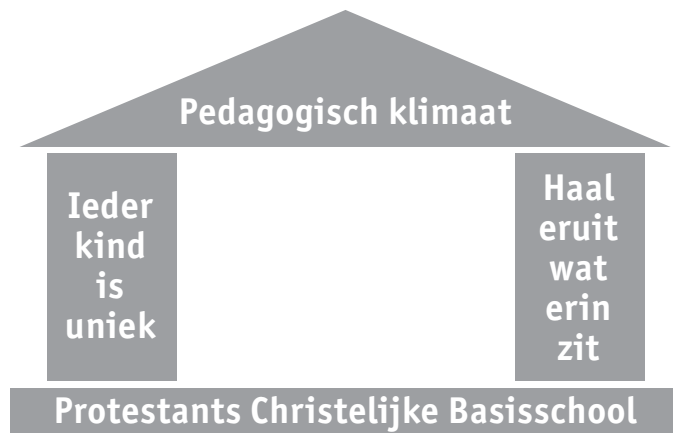 Pedagogisch klimaat
Ieder
kind
is
uniek
Haal
eruit
wat
erin
zit
Protestants Christelijke Basisschool